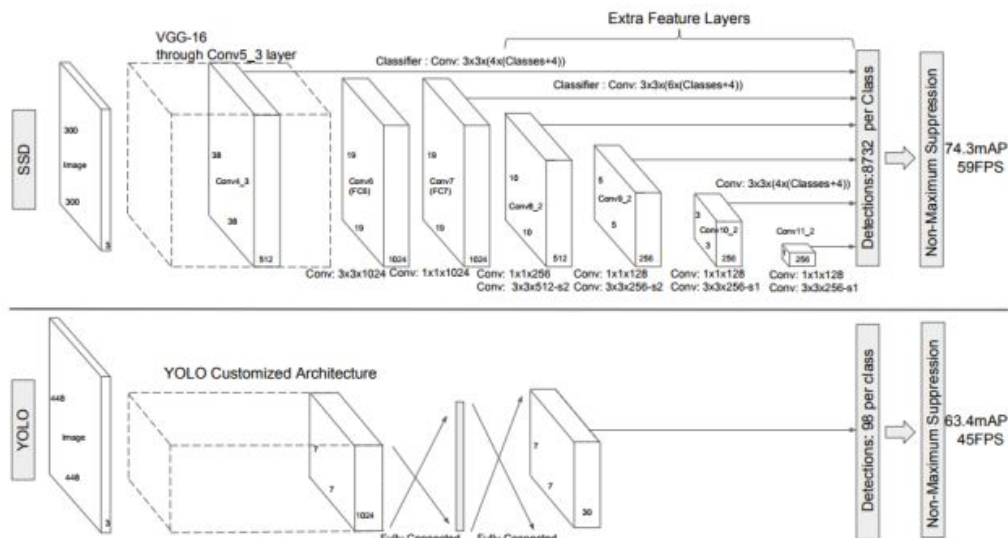 Extra Feature Layers
VGG-16
through Conv5_3 layer
Classifier : Conv: 3x3x(4x(Classes+4))
Classifier : Conv: 3x3x(6x(Classes+4))
SSD
300
Image
300
3
38
Conv4_3
38
512
19
Conv6
(FC6)
19
1024
19
Conv7
(FC7)
19
1024
10
Conv8_2
10
512
5
Conv9_2
5
256
Conv: 3x3x(4x(Classes+4))
3
Conv10_2
3
256
Conv11_2
1
256
Detections:8732 per Class
Non-Maximum Suppression
74.3mAP
59FPS
Conv: 3x3x1024
Conv: 1x1x1024
Conv: 1x1x256
Conv: 3x3x512-s2
Conv: 1x1x128
Conv: 3x3x256-s2
Conv: 1x1x128
Conv: 3x3x256-s1
Conv: 1x1x128
Conv: 3x3x256-s1
YOLO
448
Image
448
3
YOLO Customized Architecture
7
7
1024
Fully Connected
Fully Connected
7
7
30
Detections: 98 per class
Non-Maximum Suppression
63.4mAP
45FPS